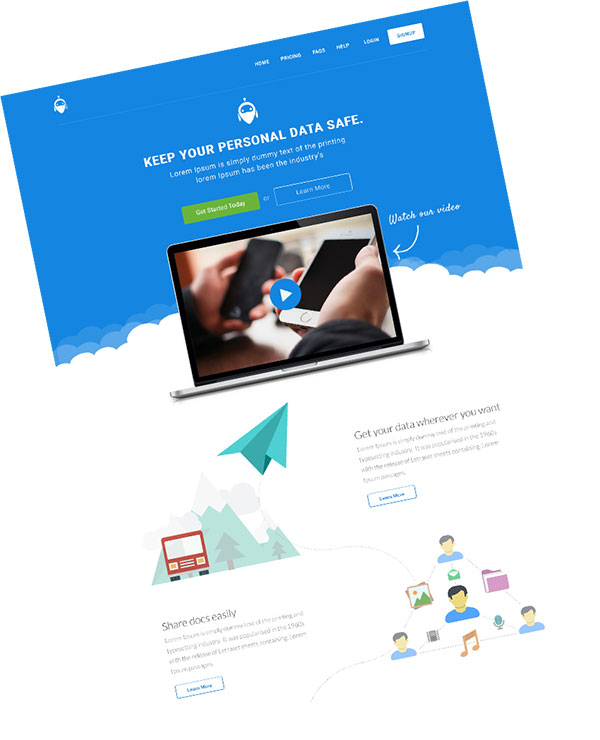 HOME PRICING FAQS HELP LOGIN SIGNUP
KEEP YOUR PERSONAL DATA SAFE.
Lorem Ipsum is simply dummy text of the printing
lorem Ipsum has been the industry's
Get Started Today or Learn More
Watch our video
Get your data wherever you want
Lorem Ipsum is simply dummy text of the printing and
typesetting industry. It was popularised in the 1960s
with the release of Letraset sheets containing. Lorem
Ipsum passages.
Learn More
Share docs easily
Lorem Ipsum is simply dummy text of the printing and
typesetting industry. It was popularised in the 1960s
with the release of Letraset sheets containing. Lorem
Ipsum passages.
Learn More